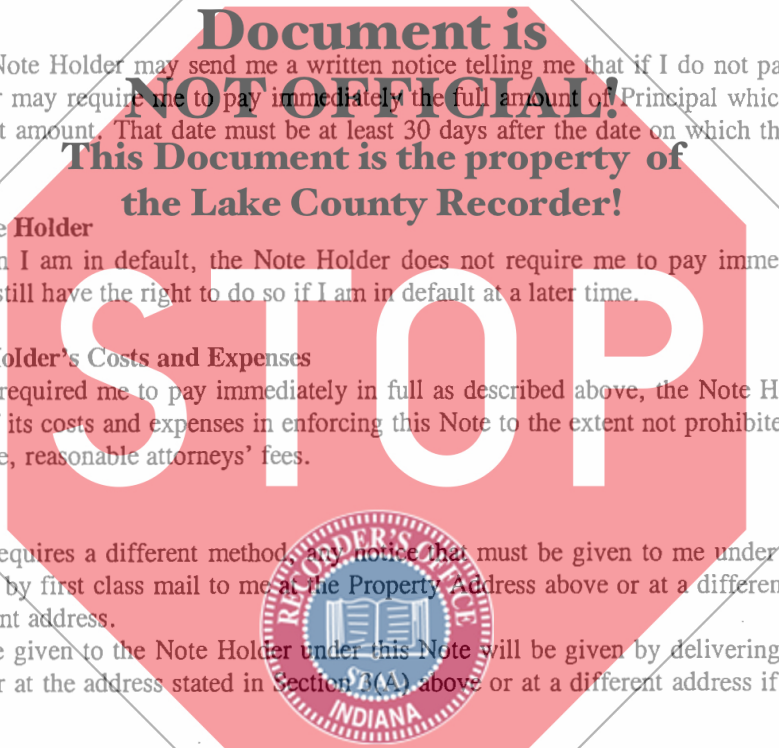 Document is
Note Holder may send me a written notice telling me that if I do not pa
may require me to pay immediately the full amount of Principal whic
NOT OFFICIAL!
t amount. That date must be at least 30 days after the date on which th
This Document is the property of
the Lake County Recorder!
e Holder
n I am in default, the Note Holder does not require me to pay imme
still have the right to do so if I am in default at a later time.
STOP
older's Costs and Expenses
required me to pay immediately in full as described above, the Note H
its costs and expenses in enforcing this Note to the extent not prohibite
e, reasonable attorneys' fees.
equires a different method, any notice that must be given to me under
by first class mail to me at the Property Address above or at a differen
nt address.
e given to the Note Holder under this Note will be given by delivering
r at the address stated in Section 3(A) above or at a different address if
RECORDER'S OFFICE
INDIANA